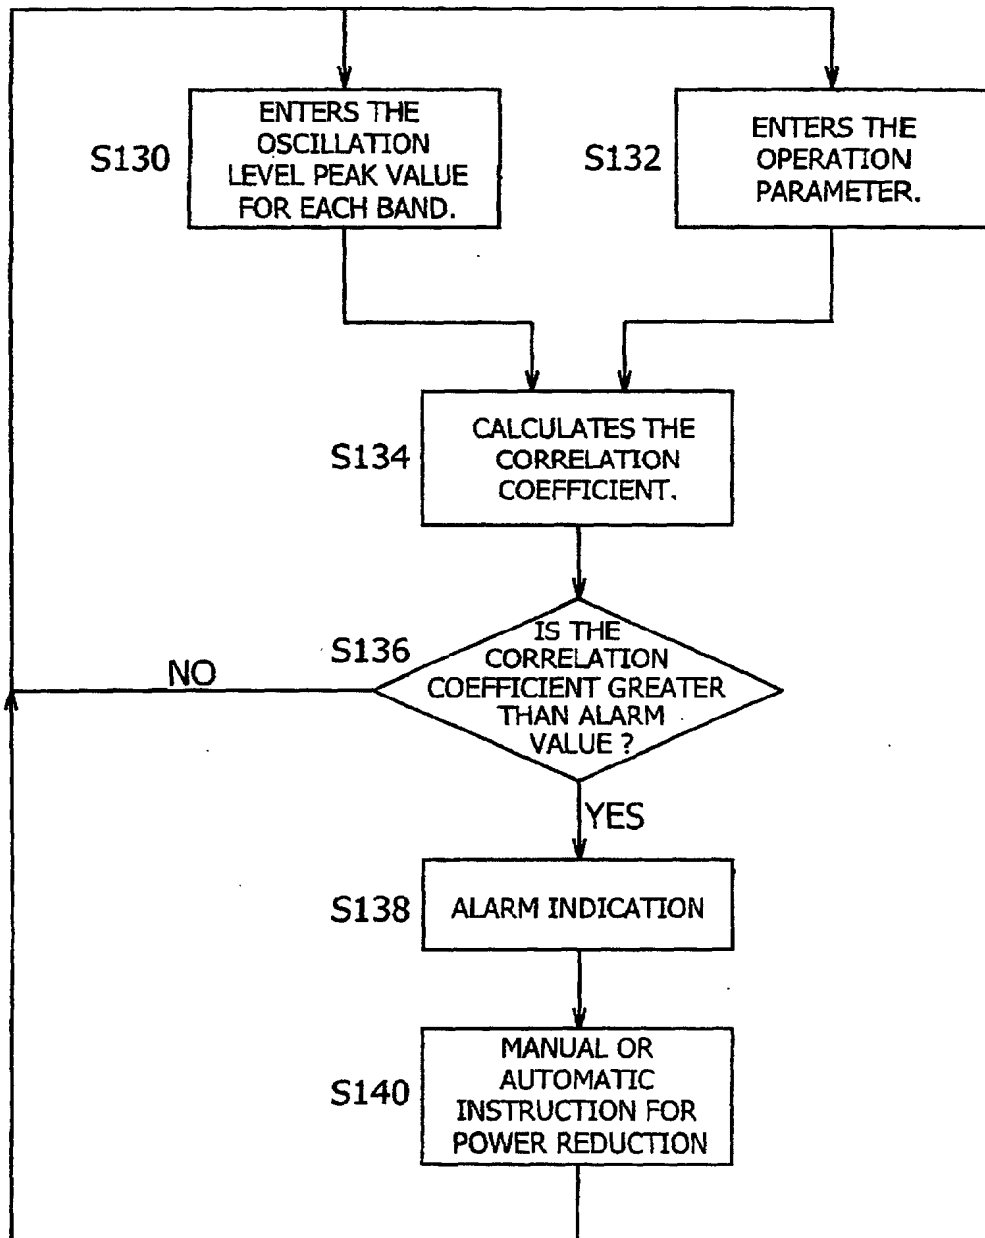 S130
ENTERS THE
OSCILLATION
LEVEL PEAK VALUE
FOR EACH BAND.
S132
ENTERS THE
OPERATION
PARAMETER.
S134
CALCULATES THE
CORRELATION
COEFFICIENT.
S136
IS THE
CORRELATION
COEFFICIENT GREATER
THAN ALARM
VALUE ?
NO
YES
S138
ALARM INDICATION
S140
MANUAL OR
AUTOMATIC
INSTRUCTION FOR
POWER REDUCTION